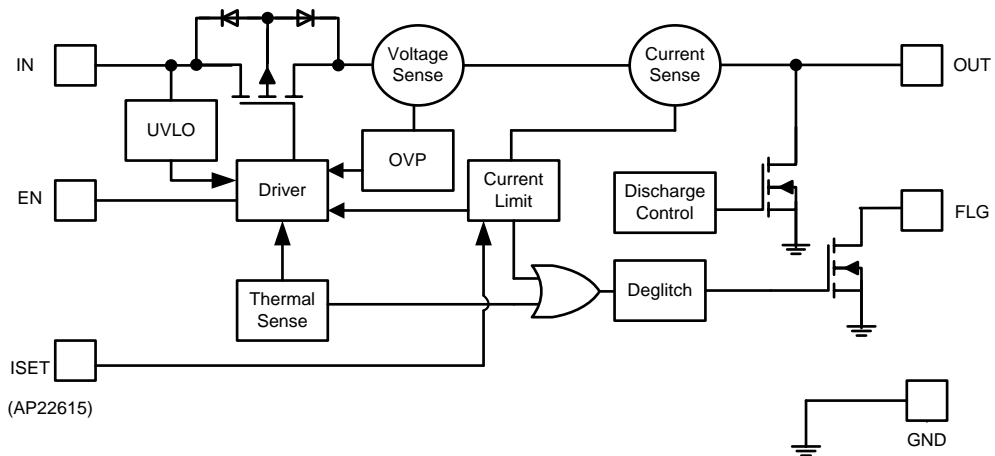 IN
Voltage
Sense
Current
Sense
OUT
UVLO
OVP
EN
Driver
Current
Limit
Discharge
Control
FLG
Thermal
Sense
Deglitch
ISET
(AP22615)
GND